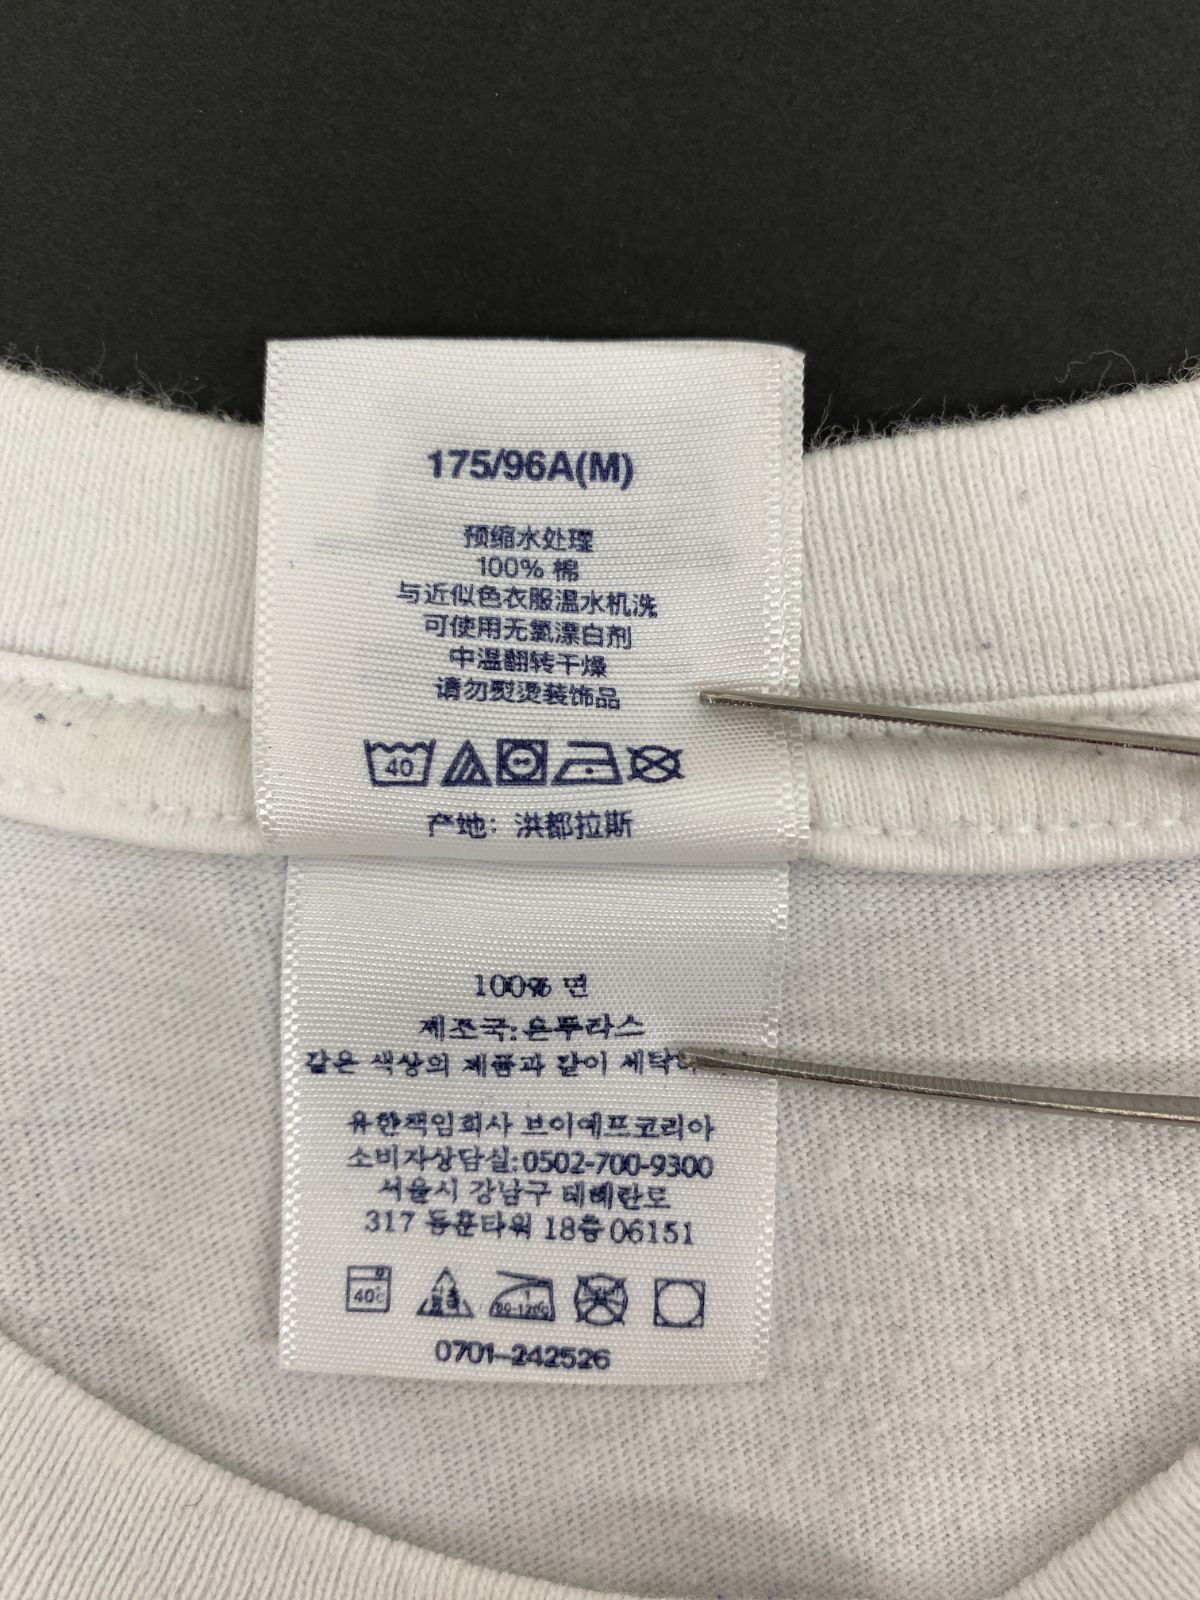 175/96A(M)
预缩水处理
100% 棉
与近似色衣服温水机洗
可使用无氯漂白剂
中温翻转干燥
请勿熨烫装饰品
40
产地: 洪都拉斯
100% 면
제조국: 온두라스
같은 색상의 제품과 같이 세탁
유한책임회사 브이에프코리아
소비자상담실:0502-700-9300
서울시 강남구 테헤란로
317 동훈타워 18층 06151
40℃
0701-242526